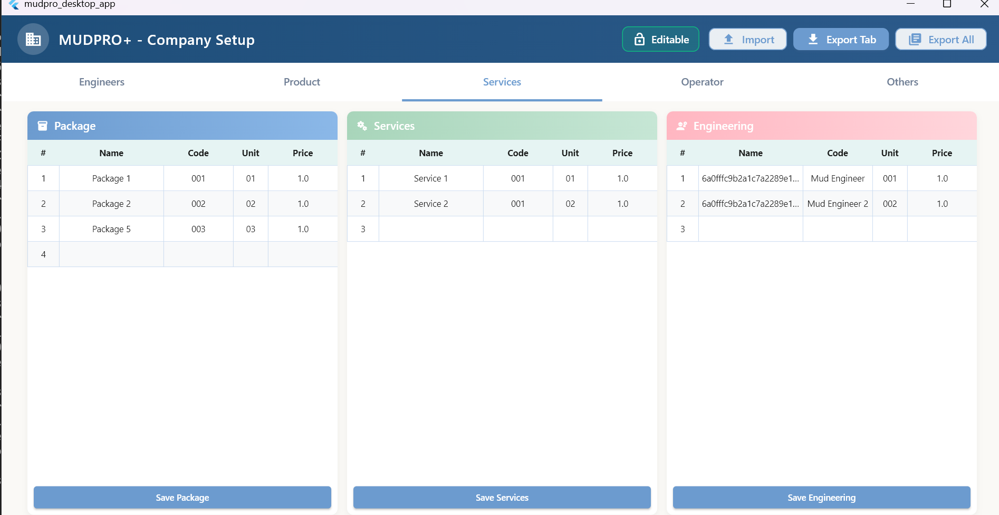 mudpro_desktop_app
MUDPRO+ - Company Setup
Editable
Import
Export Tab
Export All
Engineers
Product
Services
Operator
Others
Package
# Name Code Unit Price
1 Package 1 001 01 1.0
2 Package 2 002 02 1.0
3 Package 5 003 03 1.0
4
Save Package
Services
# Name Code Unit Price
1 Service 1 001 01 1.0
2 Service 2 001 02 1.0
3
Save Services
Engineering
# Name Code Unit Price
1 6a0fffc9b2a1c7a2289e1... Mud Engineer 001 1.0
2 6a0fffc9b2a1c7a2289e1... Mud Engineer 2 002 1.0
3
Save Engineering